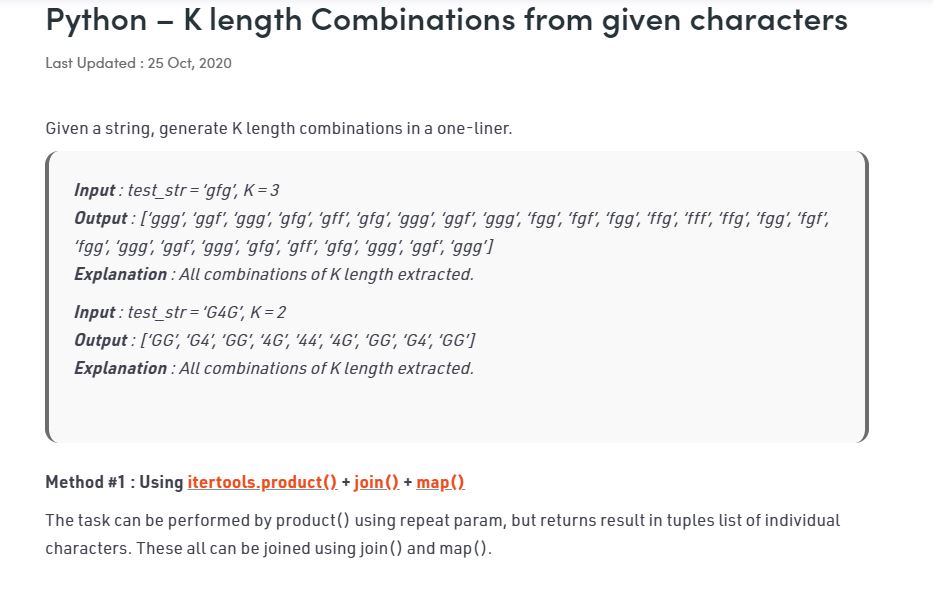 Python – K length Combinations from given characters
Last Updated : 25 Oct, 2020
Given a string, generate K length combinations in a one-liner.
Input : test_str = ‘gfg’, K = 3
Output : [‘ggg’, ‘ggf’, ‘ggg’, ‘gfg’, ‘gff’, ‘gfg’, ‘ggg’, ‘ggf’, ‘ggg’, ‘fgg’, ‘fgf’, ‘fgg’, ‘ffg’, ‘fff’, ‘ffg’, ‘fgg’, ‘fgf’,
‘fgg’, ‘ggg’, ‘ggf’, ‘ggg’, ‘gfg’, ‘gff’, ‘gfg’, ‘ggg’, ‘ggf’, ‘ggg’]
Explanation : All combinations of K length extracted.
Input : test_str = ‘G4G’, K = 2
Output : [‘GG’, ‘G4’, ‘GG’, ‘4G’, ‘44’, ‘4G’, ‘GG’, ‘G4’, ‘GG’]
Explanation : All combinations of K length extracted.
Method #1 : Using itertools.product() + join() + map()
The task can be performed by product() using repeat param, but returns result in tuples list of individual
characters. These all can be joined using join() and map().